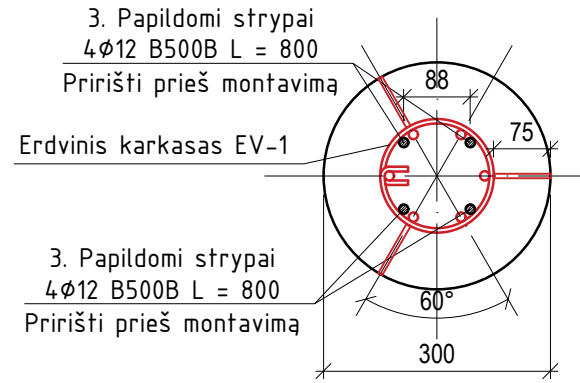 3. Papildomi strypai
4Ø12 B500B L = 800
Pririšti prieš montavimą
88
75
Erdvinis karkasas EV-1
3. Papildomi strypai
4Ø12 B500B L = 800
Pririšti prieš montavimą
60°
300